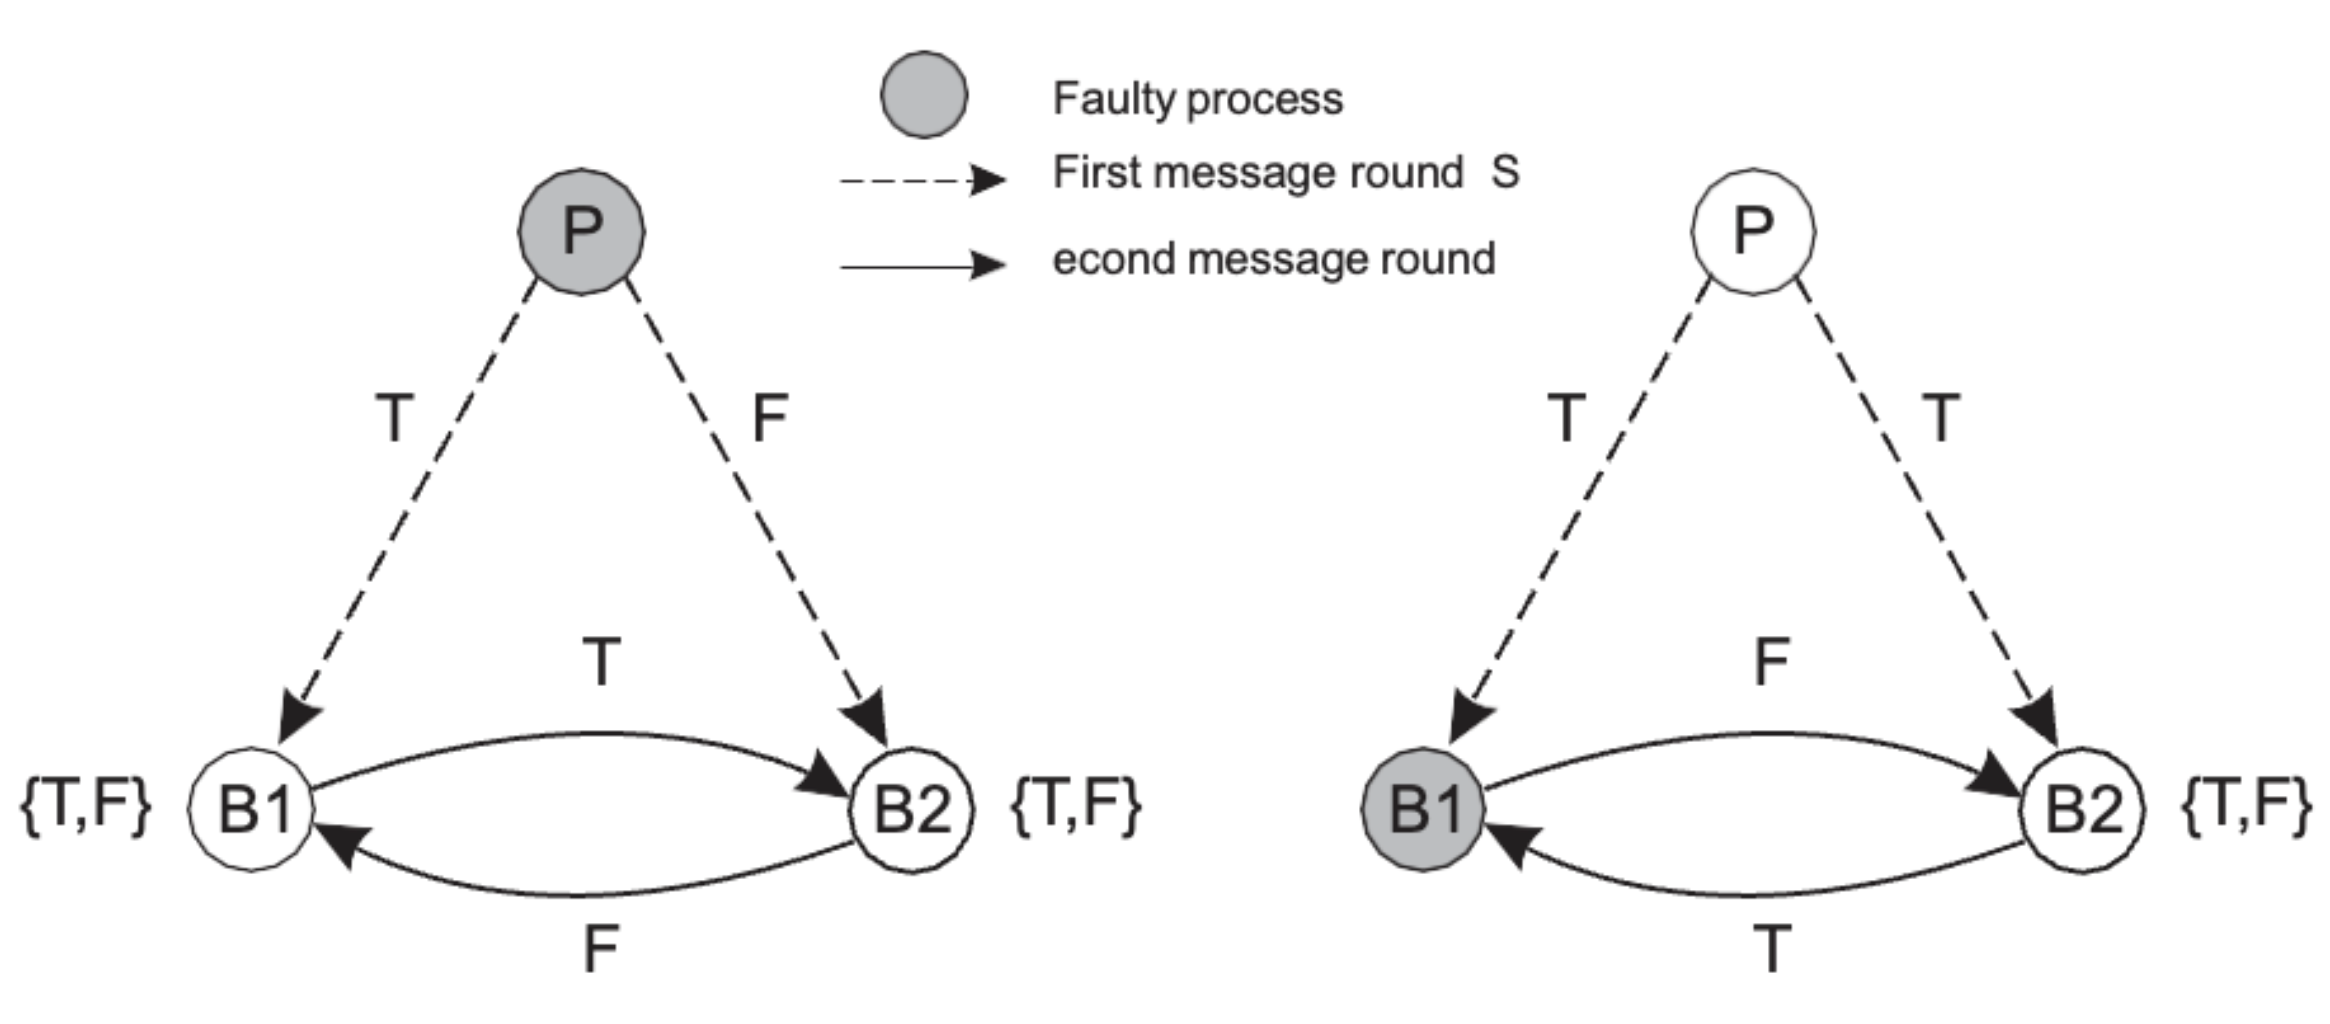 Faulty process
First message round S
econd message round
P
P
T
F
T
T
T
F
{T,F}
B1
B2
{T,F}
B1
B2
{T,F}
F
T